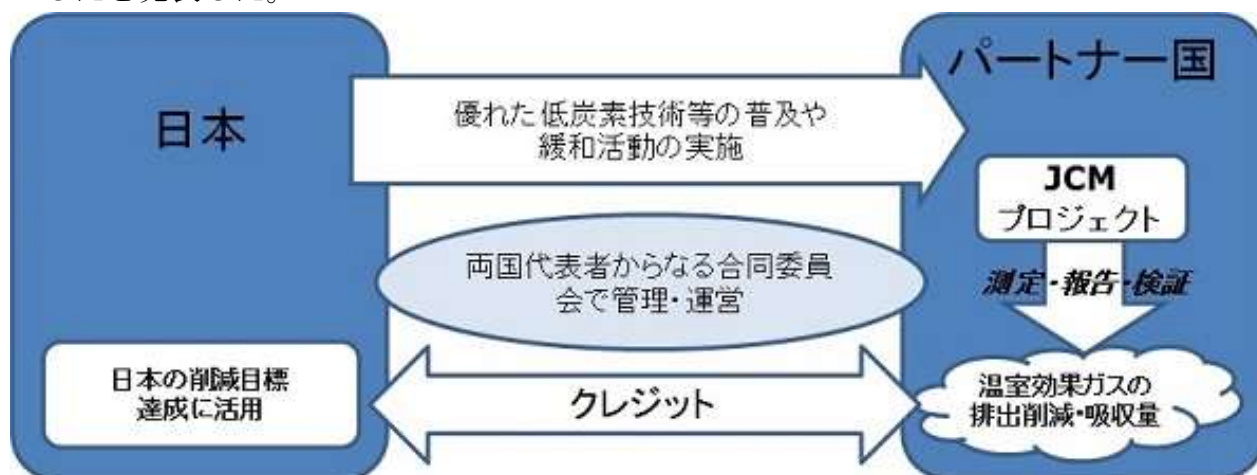 日本
パートナー国
優れた低炭素技術等の普及や
緩和活動の実施
JCM
プロジェクト
両国代表者からなる合同委員
会で管理・運営
測定・報告・検証
日本の削減目標
達成に活用
クレジット
温室効果ガスの
排出削減・吸収量